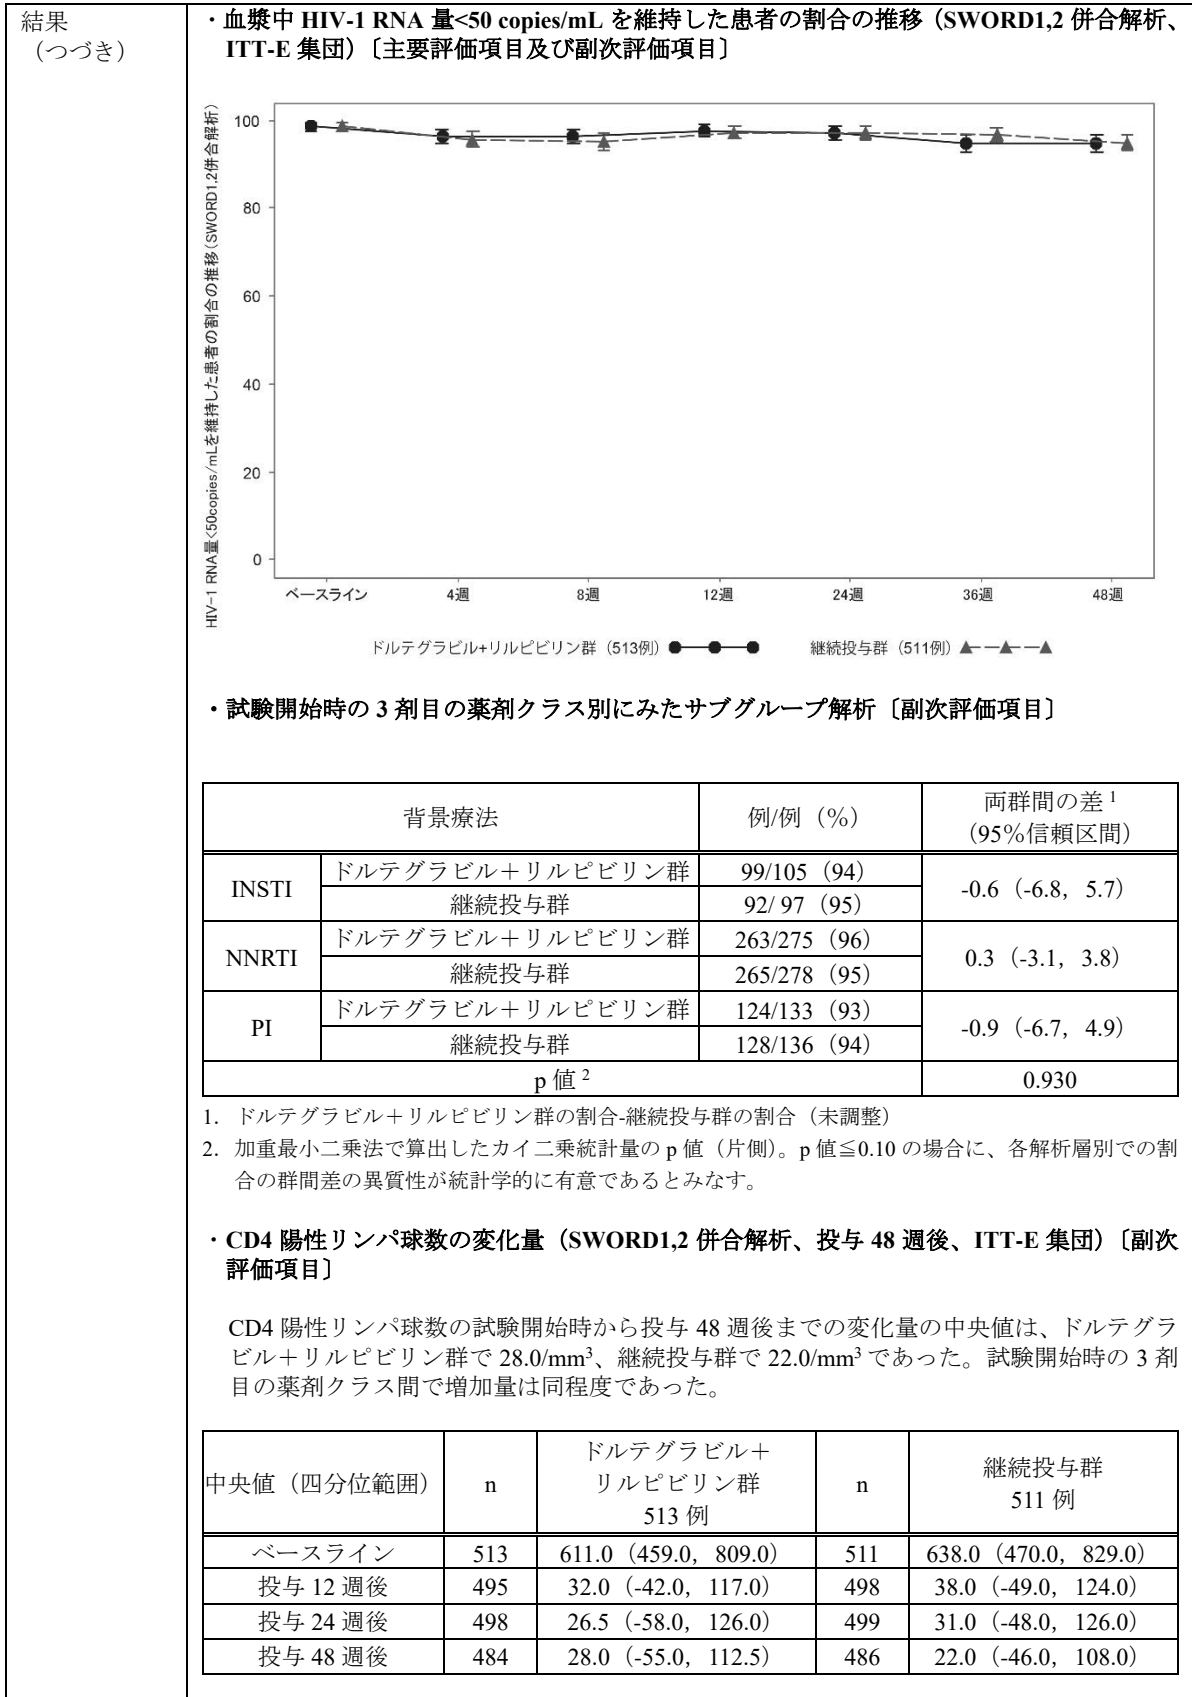 結果
（つづき）
・血漿中 HIV-1 RNA 量<50 copies/mL を維持した患者の割合の推移（SWORD1,2 併合解析、
ITT-E 集団）〔主要評価項目及び副次評価項目〕
HIV-1 RNA量<50copies/mLを維持した患者の割合の推移（SWORD1,2併合解析）
100
80
60
40
20
0
ベースライン 4週 8週 12週 24週 36週 48週
ドルテグラビル+リルピビリン群（513例） 継続投与群（511例）
・試験開始時の 3 剤目の薬剤クラス別にみたサブグループ解析〔副次評価項目〕
背景療法 例/例（%） 両群間の差 1
（95%信頼区間）
INSTI ドルテグラビル＋リルピビリン群 99/105（94） -0.6（-6.8, 5.7）
継続投与群 92/ 97（95）
NNRTI ドルテグラビル＋リルピビリン群 263/275（96） 0.3（-3.1, 3.8）
継続投与群 265/278（95）
PI ドルテグラビル＋リルピビリン群 124/133（93） -0.9（-6.7, 4.9）
継続投与群 128/136（94）
p 値 2 0.930
1. ドルテグラビル＋リルピビリン群の割合-継続投与群の割合（未調整）
2. 加重最小二乗法で算出したカイ二乗統計量の p 値（片側）。p 値≦0.10 の場合に、各解析層別での割
合の群間差の異質性が統計学的に有意であるとみなす。
・CD4 陽性リンパ球数の変化量（SWORD1,2 併合解析、投与 48 週後、ITT-E 集団）〔副次
評価項目〕
CD4 陽性リンパ球数の試験開始時から投与 48 週後までの変化量の中央値は、ドルテグラ
ビル＋リルピビリン群で 28.0/mm3、継続投与群で 22.0/mm3 であった。試験開始時の 3 剤
目の薬剤クラス間で増加量は同程度であった。
中央値（四分位範囲） n ドルテグラビル＋
リルピビリン群
513 例 n 継続投与群
511 例
ベースライン 513 611.0（459.0, 809.0） 511 638.0（470.0, 829.0）
投与 12 週後 495 32.0（-42.0, 117.0） 498 38.0（-49.0, 124.0）
投与 24 週後 498 26.5（-58.0, 126.0） 499 31.0（-48.0, 126.0）
投与 48 週後 484 28.0（-55.0, 112.5） 486 22.0（-46.0, 108.0）